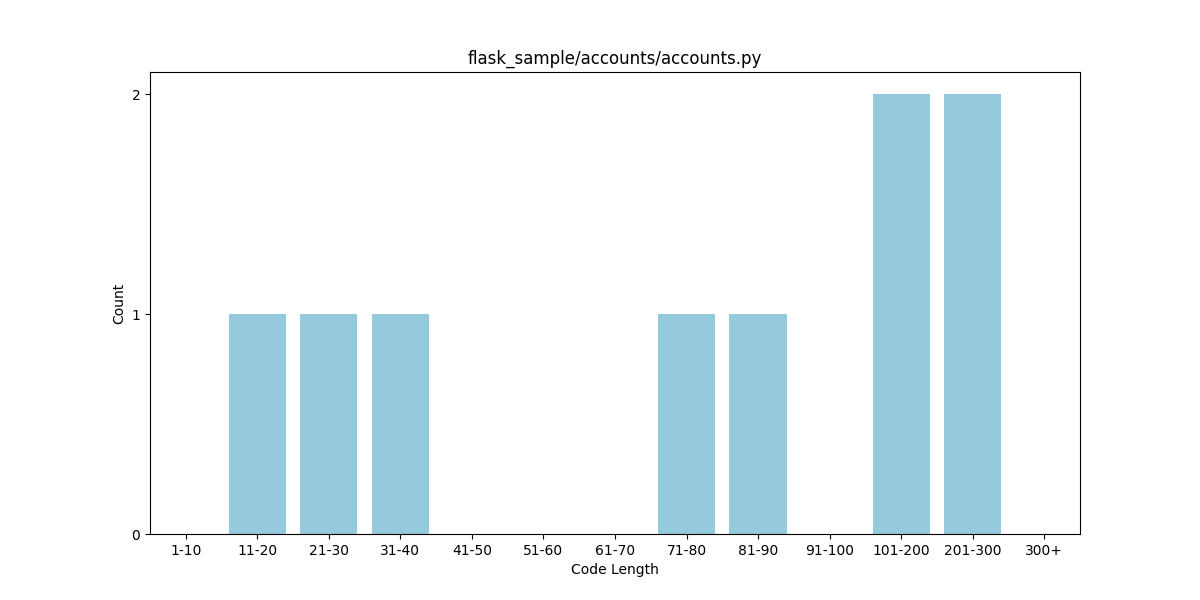 flask_sample/accounts/accounts.py
Count
2
1
0
1-10 11-20 21-30 31-40 41-50 51-60 61-70 71-80 81-90 91-100 101-200 201-300 300+
Code Length